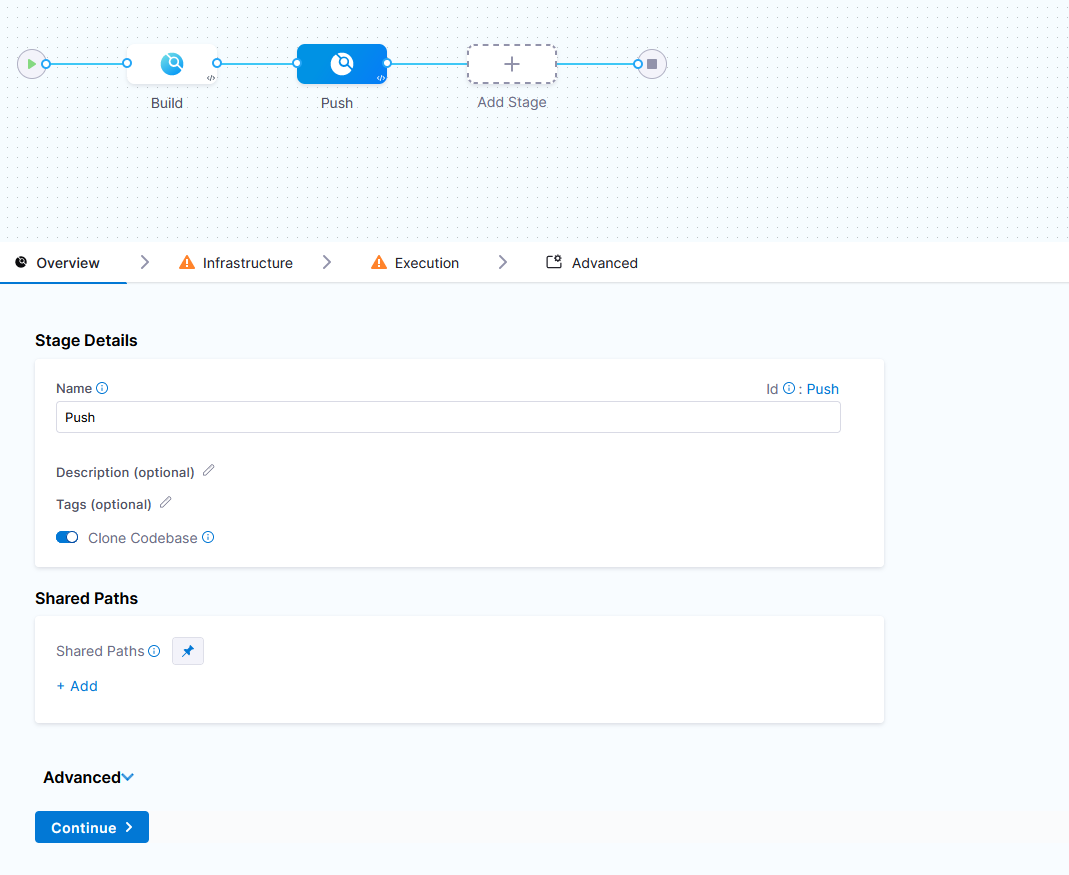 Build
Push
Add Stage
Overview
Infrastructure
Execution
Advanced
Stage Details
Name
Id : Push
Push
Description (optional)
Tags (optional)
Clone Codebase
Shared Paths
Shared Paths
+ Add
Advanced
Continue